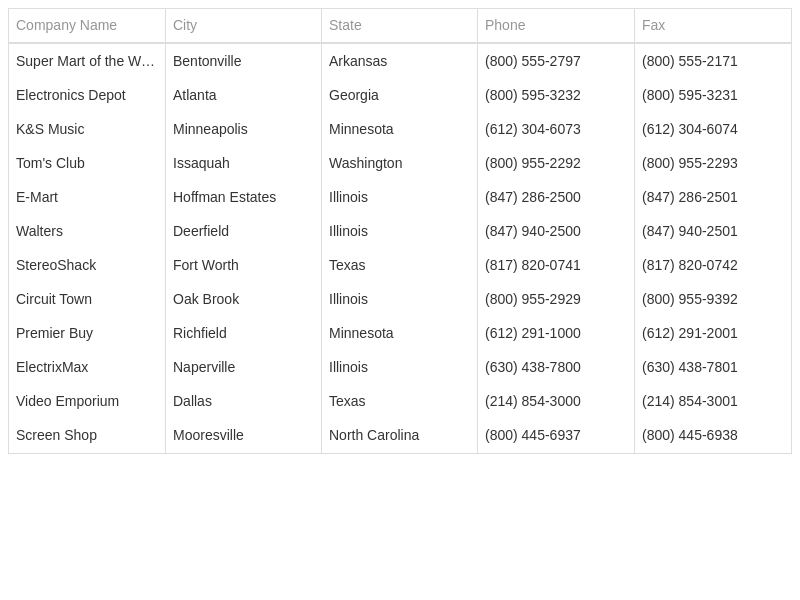 Company Name City State Phone Fax
Super Mart of the W… Bentonville Arkansas (800) 555-2797 (800) 555-2171
Electronics Depot Atlanta Georgia (800) 595-3232 (800) 595-3231
K&S Music Minneapolis Minnesota (612) 304-6073 (612) 304-6074
Tom's Club Issaquah Washington (800) 955-2292 (800) 955-2293
E-Mart Hoffman Estates Illinois (847) 286-2500 (847) 286-2501
Walters Deerfield Illinois (847) 940-2500 (847) 940-2501
StereoShack Fort Worth Texas (817) 820-0741 (817) 820-0742
Circuit Town Oak Brook Illinois (800) 955-2929 (800) 955-9392
Premier Buy Richfield Minnesota (612) 291-1000 (612) 291-2001
ElectrixMax Naperville Illinois (630) 438-7800 (630) 438-7801
Video Emporium Dallas Texas (214) 854-3000 (214) 854-3001
Screen Shop Mooresville North Carolina (800) 445-6937 (800) 445-6938